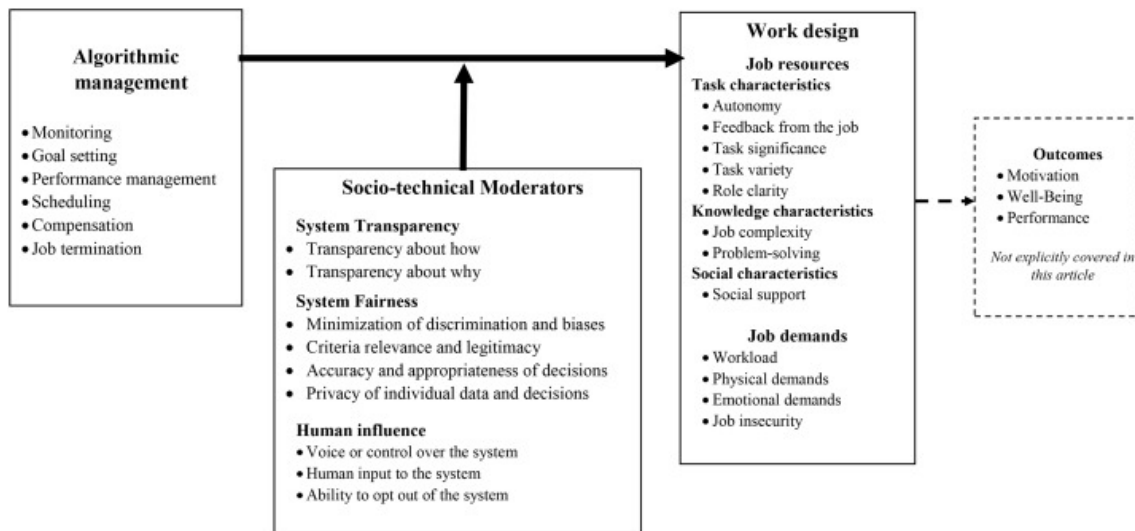 Algorithmic
management
• Monitoring
• Goal setting
• Performance management
• Scheduling
• Compensation
• Job termination
Socio-technical Moderators
System Transparency
• Transparency about how
• Transparency about why
System Fairness
• Minimization of discrimination and biases
• Criteria relevance and legitimacy
• Accuracy and appropriateness of decisions
• Privacy of individual data and decisions
Human influence
• Voice or control over the system
• Human input to the system
• Ability to opt out of the system
Work design
Job resources
Task characteristics
• Autonomy
• Feedback from the job
• Task significance
• Task variety
• Role clarity
Knowledge characteristics
• Job complexity
• Problem-solving
Social characteristics
• Social support
Job demands
• Workload
• Physical demands
• Emotional demands
• Job insecurity
Outcomes
• Motivation
• Well-Being
• Performance
Not explicitly covered in
this article